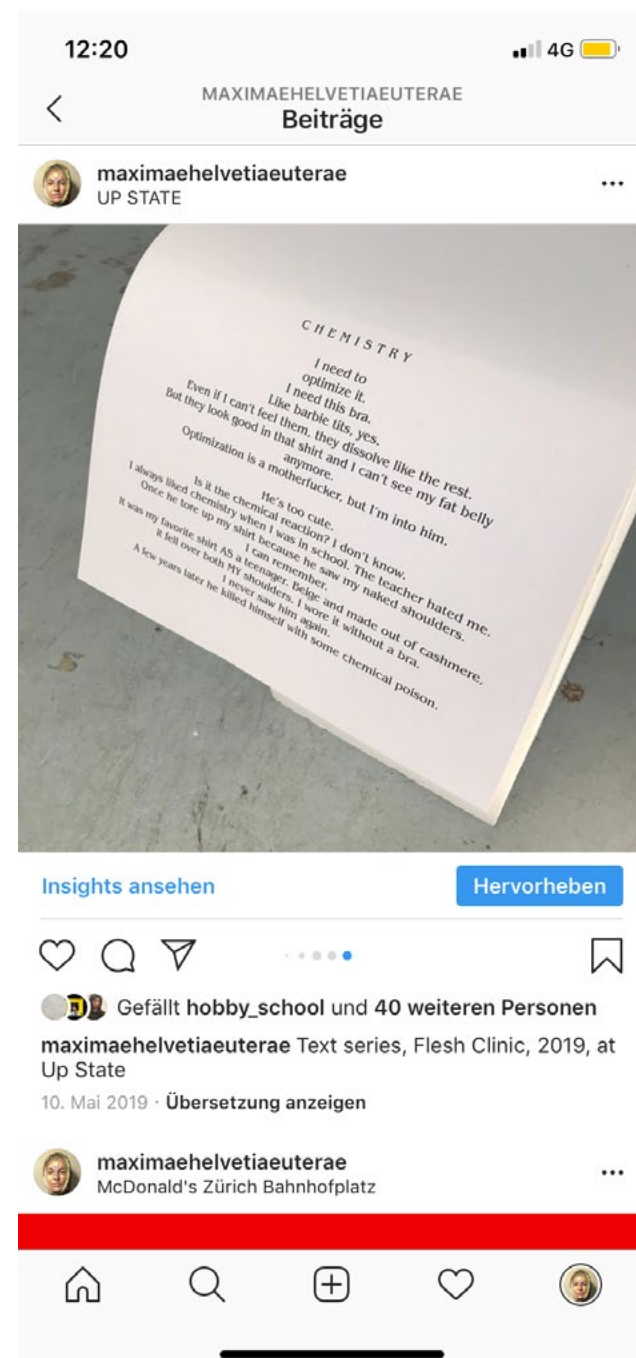 12:20
4G
MAXIMAEHELVETIAEUTERAE
Beiträge
maximaehelvetiaeuterae
UP STATE
CHEMISTRY
I need to
optimize it.
I need this bra.
Like barbie tits, yes.
Even if I can't feel them, they dissolve like the rest.
But they look good in that shirt and I can't see my fat belly
anymore.
Optimization is a motherfucker, but I'm into him.
He's too cute.
Is it the chemical reaction? I don't know.
I always liked chemistry when I was in school. The teacher hated me.
Once he tore up my shirt because he saw my naked shoulders.
I can remember.
It was my favorite shirt AS a teenager. Beige and made out of cashmere.
It fell over both MY shoulders. I wore it without a bra.
I never saw him again.
A few years later he killed himself with some chemical poison.
Insights ansehen
Hervorheben
Gefällt hobby_school und 40 weiteren Personen
maximaehelvetiaeuterae Text series, Flesh Clinic, 2019, at
Up State
10. Mai 2019 · Übersetzung anzeigen
maximaehelvetiaeuterae
McDonald's Zürich Bahnhofplatz